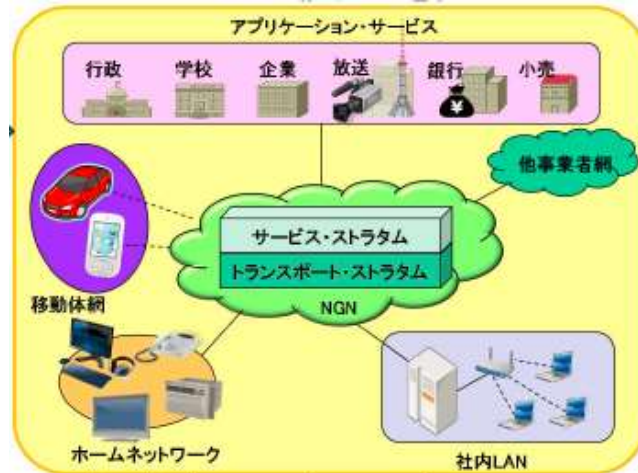 アプリケーション・サービス
行政 学校 企業 放送 銀行 小売
¥
他事業者網
サービス・ストラタム
トランスポート・ストラタム
NGN
移動体網
ホームネットワーク
社内LAN